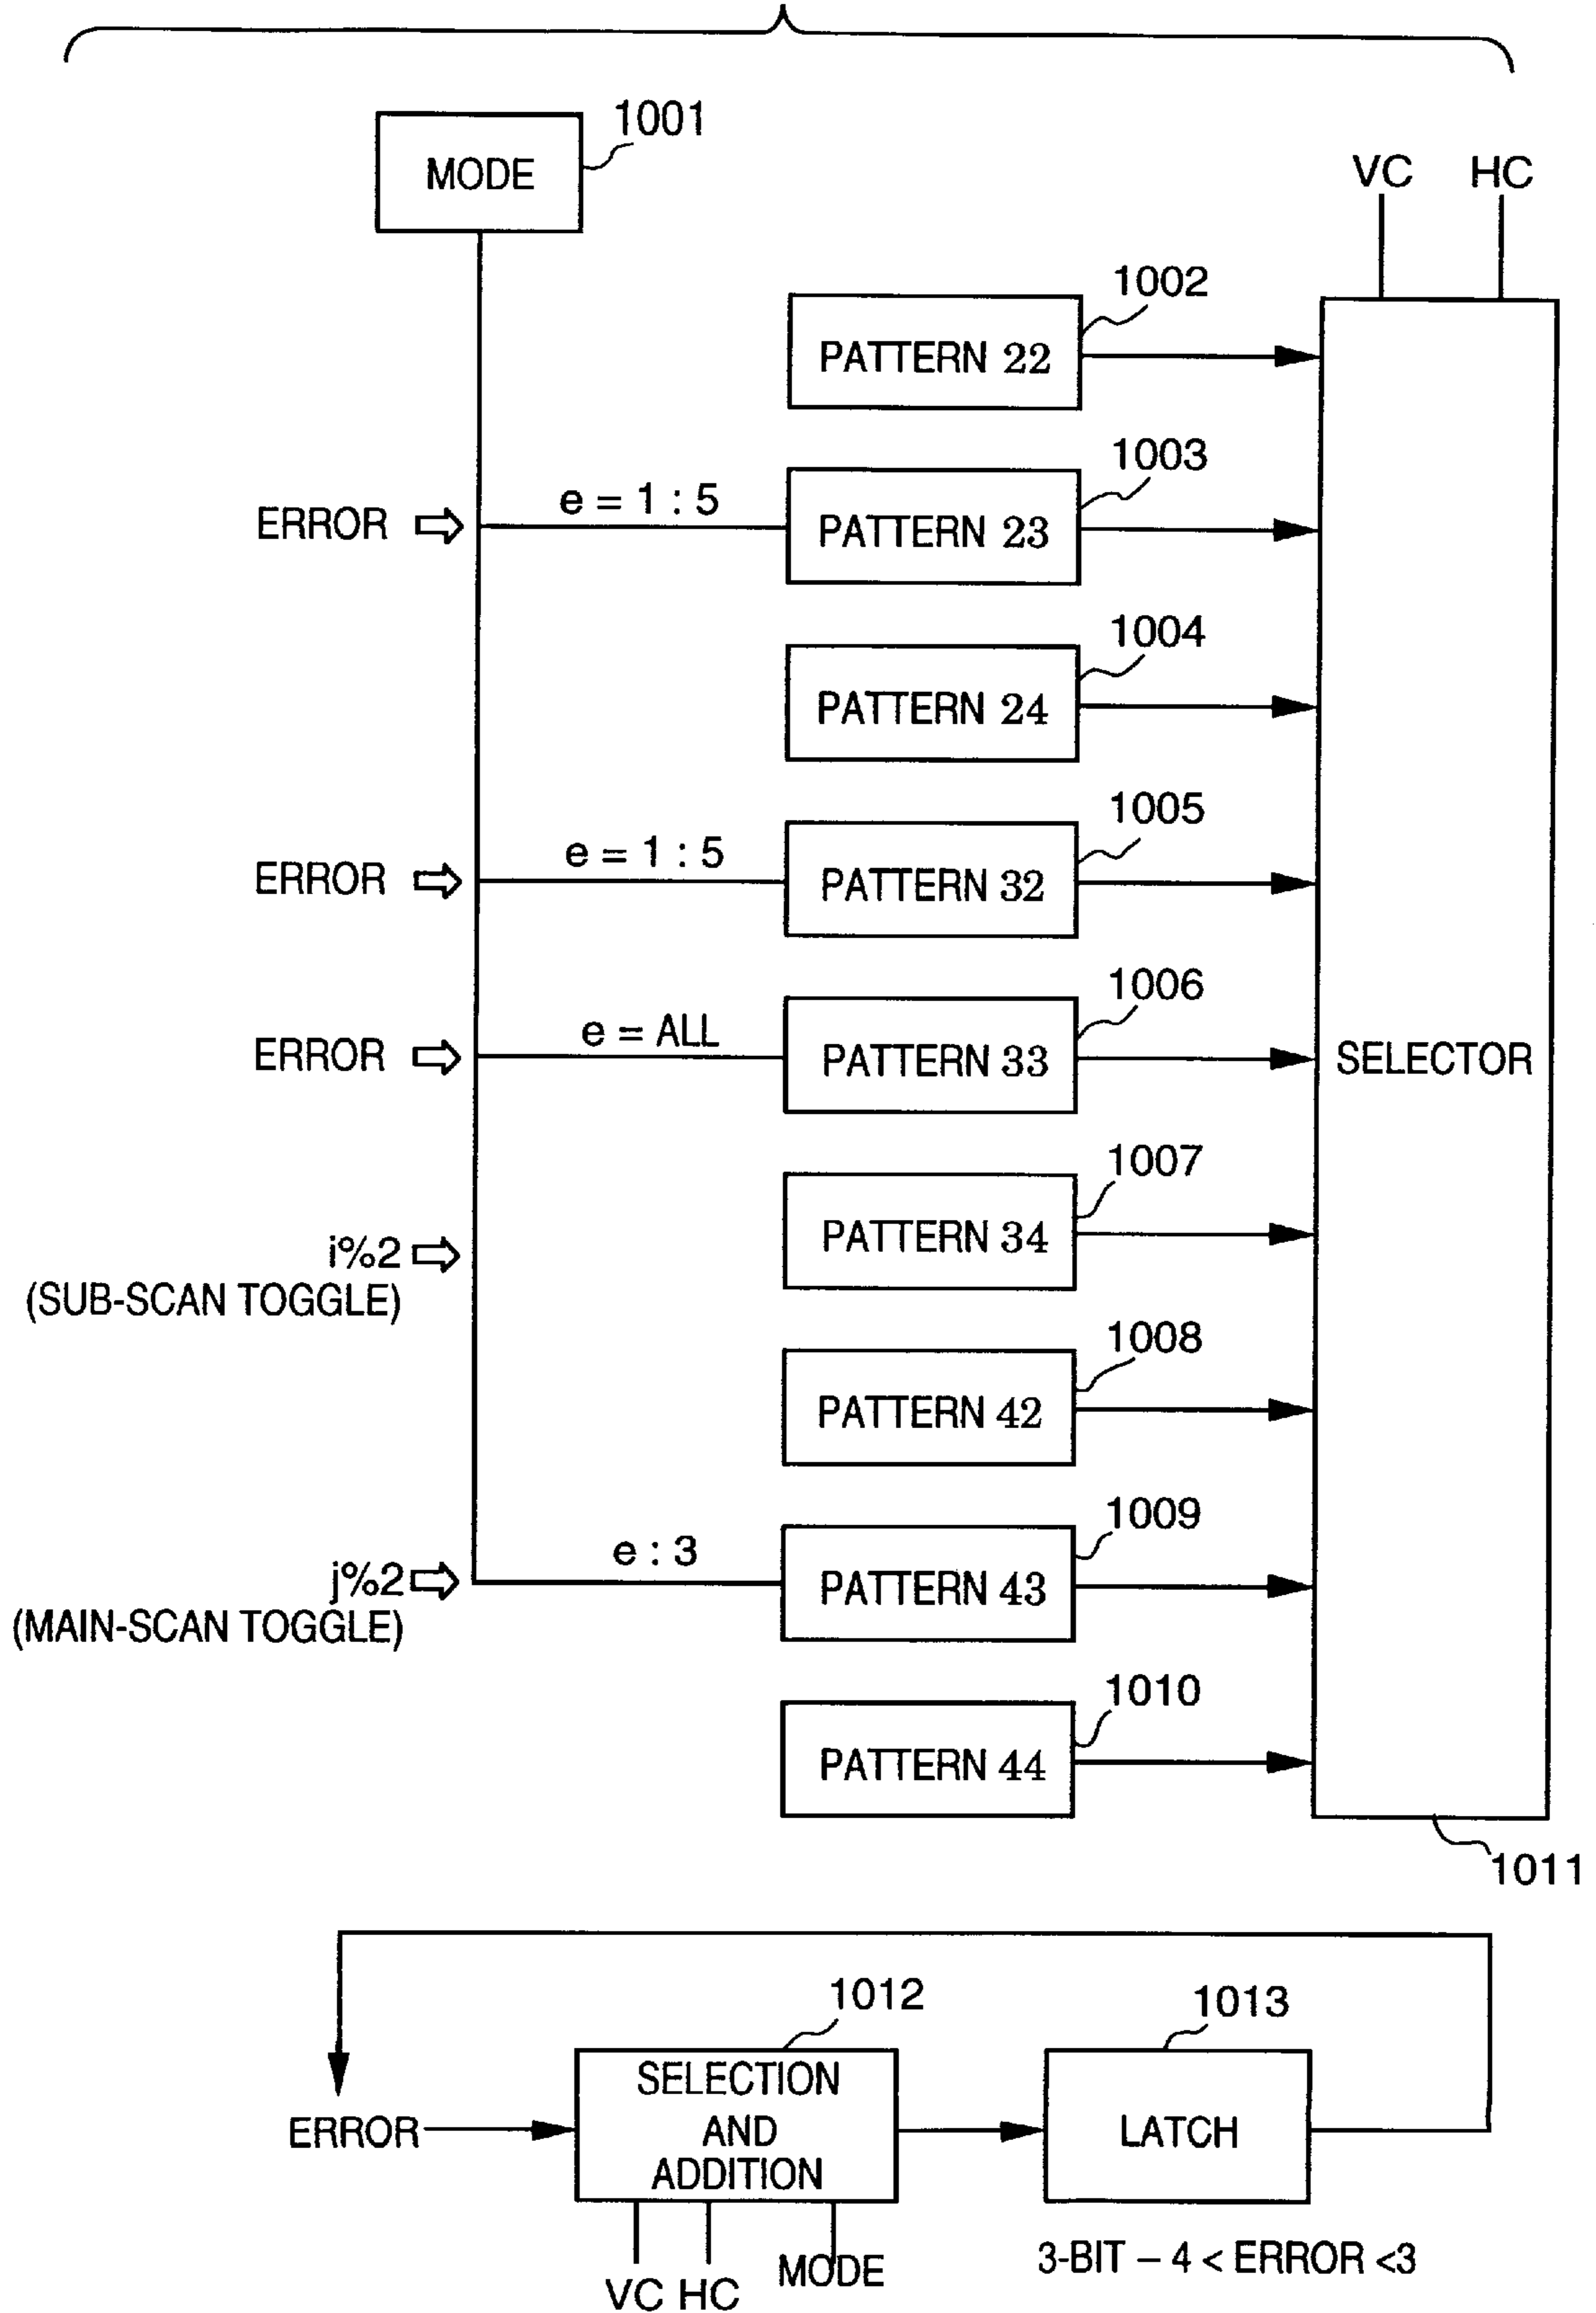 1001
MODE
VC HC
1002
PATTERN 22
1003
ERROR e = 1 : 5 PATTERN 23
1004
PATTERN 24
1005
ERROR e = 1 : 5 PATTERN 32
1006
ERROR e = ALL PATTERN 33
SELECTOR
1007
i%2 PATTERN 34
(SUB-SCAN TOGGLE)
1008
PATTERN 42
1009
j%2 e : 3 PATTERN 43
(MAIN-SCAN TOGGLE)
1010
PATTERN 44
1011
1012
1013
ERROR
SELECTION
AND
ADDITION
LATCH
VC HC MODE
3-BIT – 4 < ERROR <3